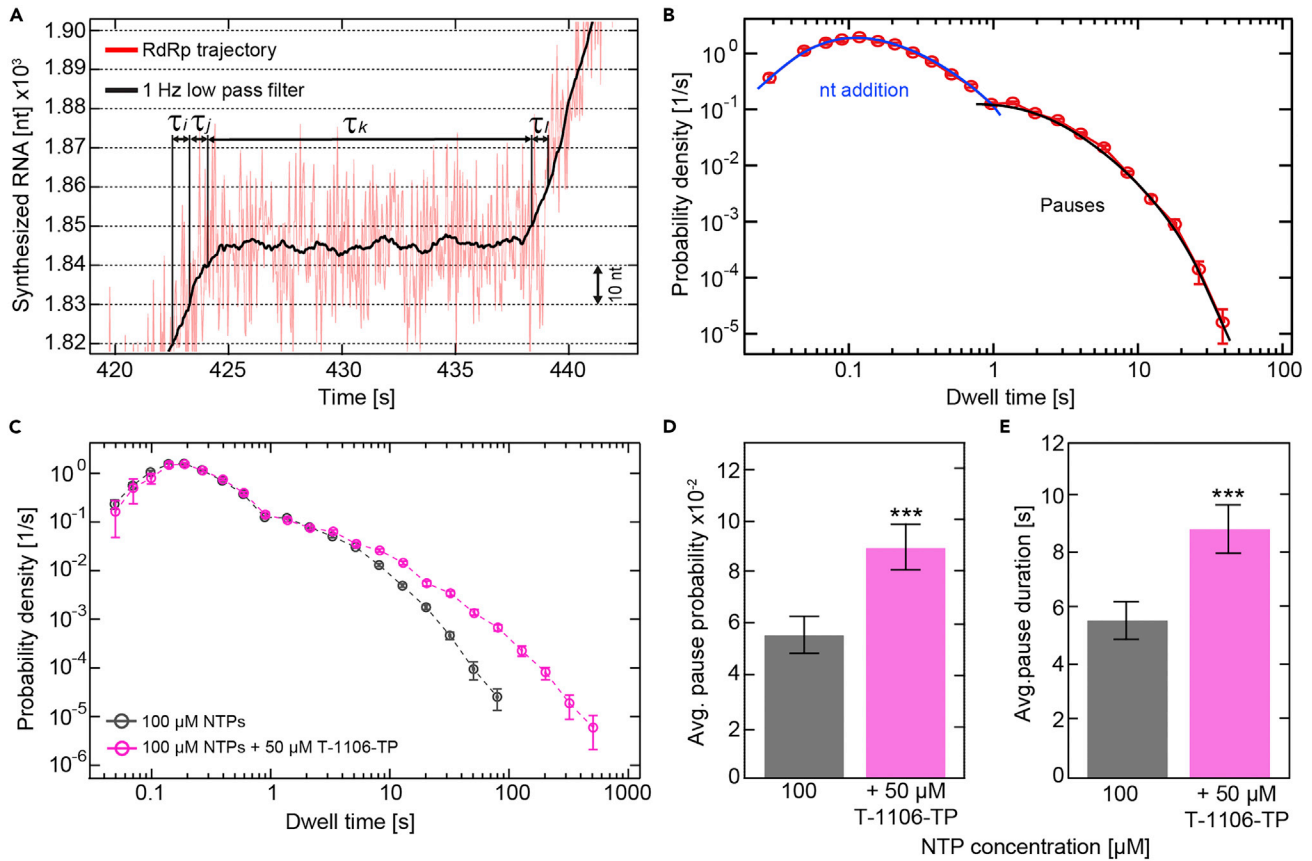 A
RdRp trajectory
1 Hz low pass filter
τi τj τk τl
10 nt
Synthesized RNA [nt] x10³
1.90
1.89
1.88
1.87
1.86
1.85
1.84
1.83
1.82
420 425 430 435 440
Time [s]
B
nt addition
Pauses
Probability density [1/s]
10⁰
10⁻¹
10⁻²
10⁻³
10⁻⁴
10⁻⁵
0.1 1 10 100
Dwell time [s]
C
Probability density [1/s]
10⁰
10⁻¹
10⁻²
10⁻³
10⁻⁴
10⁻⁵
10⁻⁶
100 µM NTPs
100 µM NTPs + 50 µM T-1106-TP
0.1 1 10 100 1000
Dwell time [s]
D
Avg. pause probability x10⁻²
12
10
8
6
4
2
0
***
100
+ 50 µM
T-1106-TP
E
Avg.pause duration [s]
12
10
8
6
4
2
0
***
100
+ 50 µM
T-1106-TP
NTP concentration [µM]